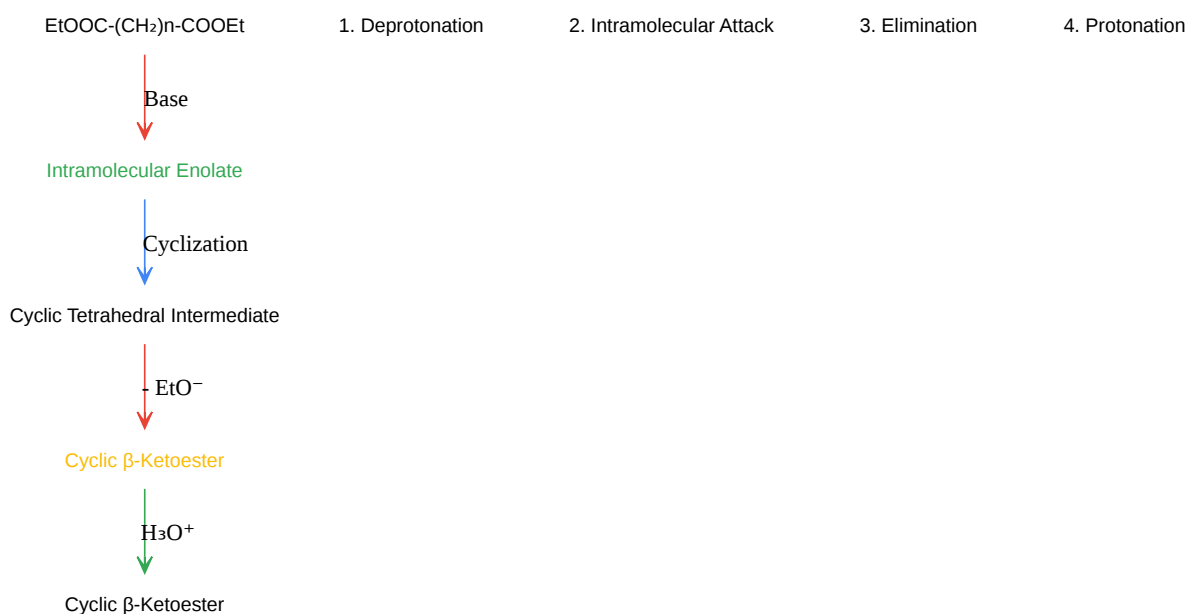 EtOOC-(CH₂)n-COOEt
1. Deprotonation
2. Intramolecular Attack
3. Elimination
4. Protonation
Base
Intramolecular Enolate
Cyclization
Cyclic Tetrahedral Intermediate
- EtO⁻
Cyclic β-Ketoester
H₃O⁺
Cyclic β-Ketoester